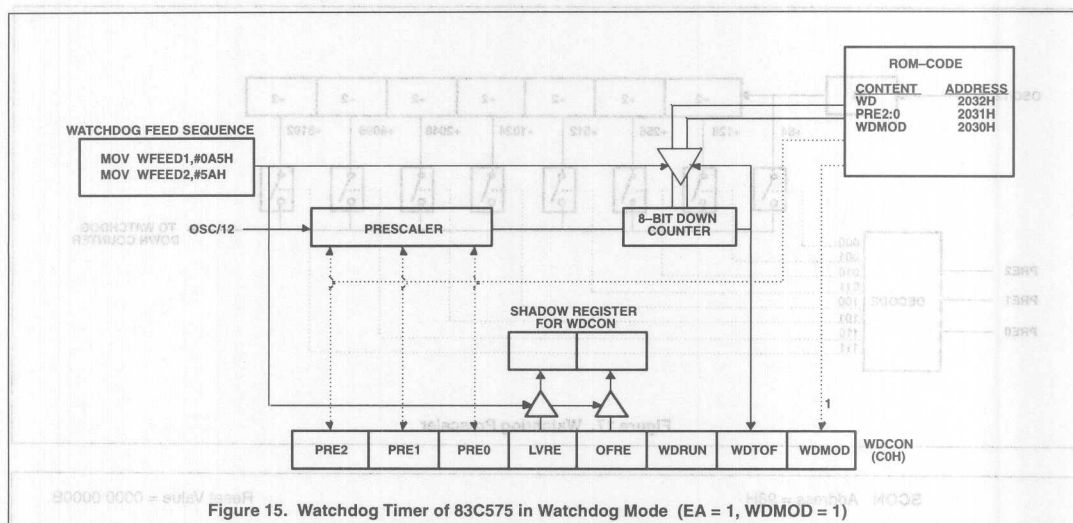 ROM–CODE
CONTENT ADDRESS
WD 2032H
PRE2:0 2031H
WDMOD 2030H
WATCHDOG FEED SEQUENCE
MOV WFEED1,#0A5H
MOV WFEED2,#5AH
OSC/12
PRESCALER
8–BIT DOWN
COUNTER
SHADOW REGISTER
FOR WDCON
1
PRE2 PRE1 PRE0 LVRE OFRE WDRUN WDTOF WDMOD
WDCON
(C0H)
Figure 15. Watchdog Timer of 83C575 in Watchdog Mode (EA = 1, WDMOD = 1)